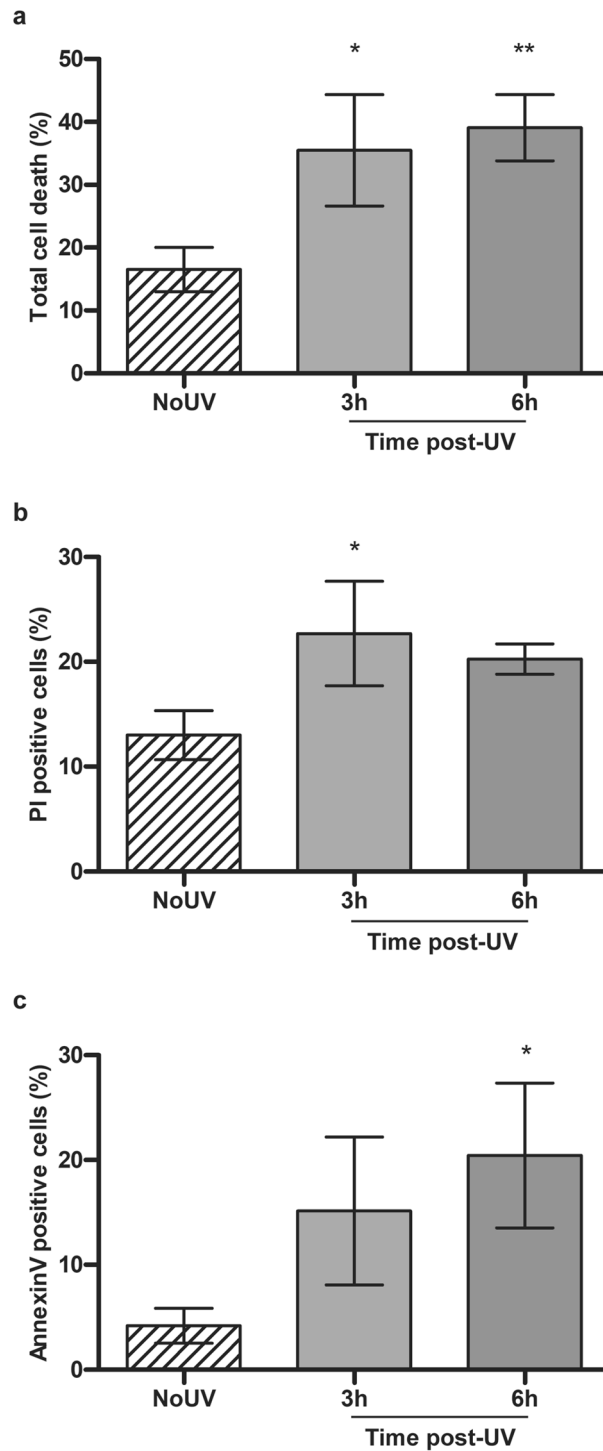 a
Total cell death (%)
50
40
30
20
10
0
* **
NoUV 3h 6h
Time post-UV
b
PI positive cells (%)
30
20
10
0
*
NoUV 3h 6h
Time post-UV
c
AnnexinV positive cells (%)
30
20
10
0
*
NoUV 3h 6h
Time post-UV